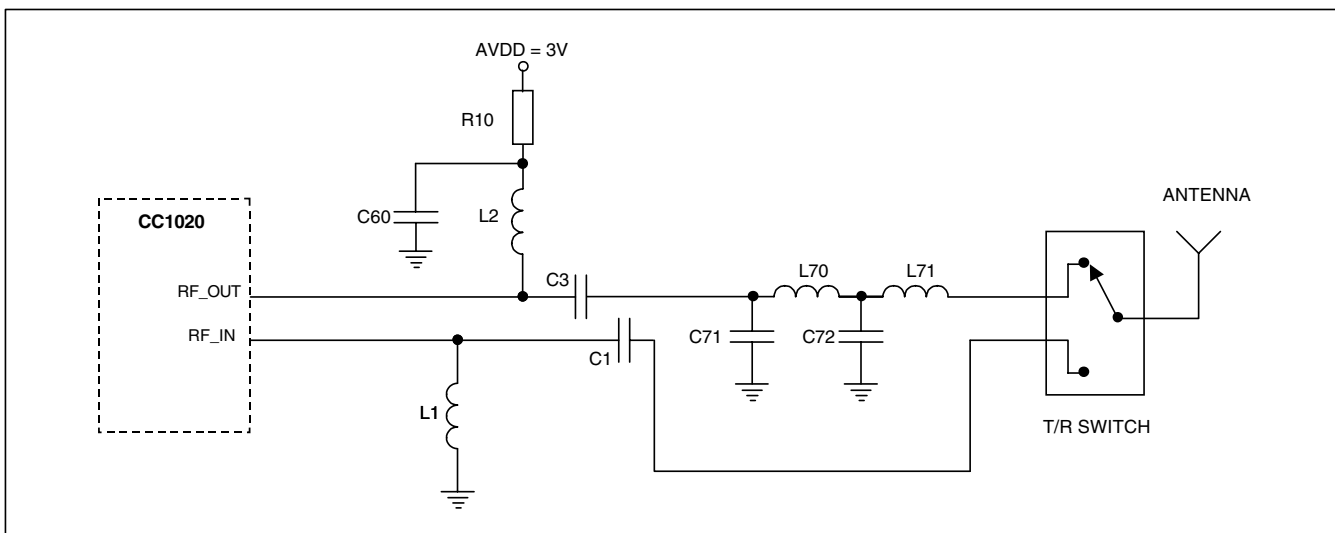 AVDD = 3V
R10
ANTENNA
C60
L2
CC1020
C3
L70
L71
RF_OUT
RF_IN
C71
C72
C1
L1
T/R SWITCH